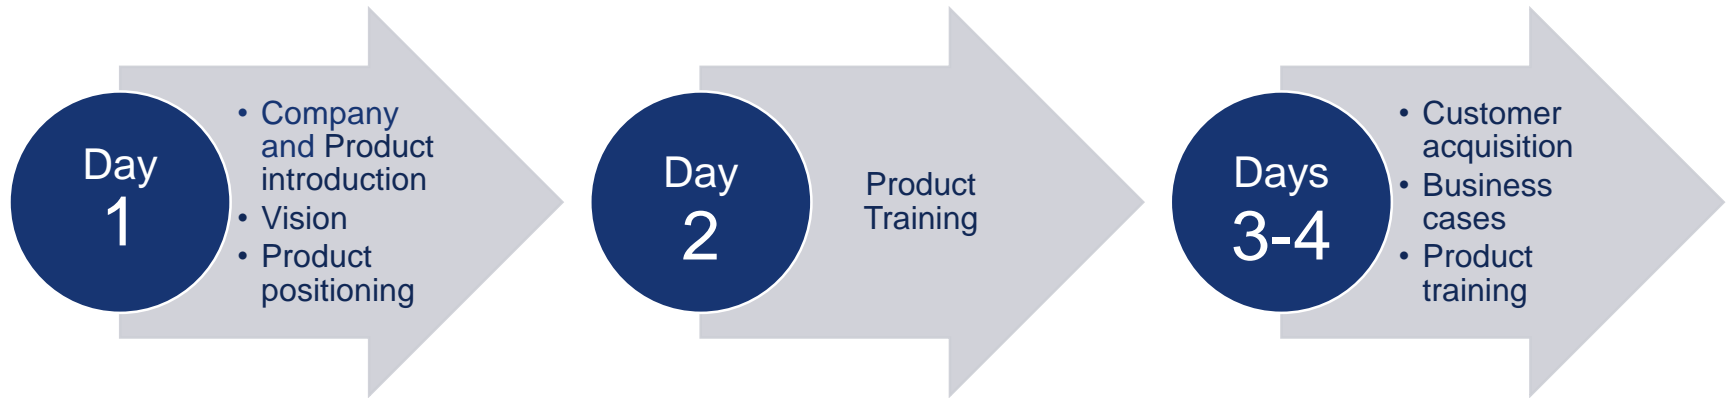 Day
1
• Company
and Product
introduction
• Vision
• Product
positioning
Day
2
Product
Training
Days
3-4
• Customer
acquisition
• Business
cases
• Product
training